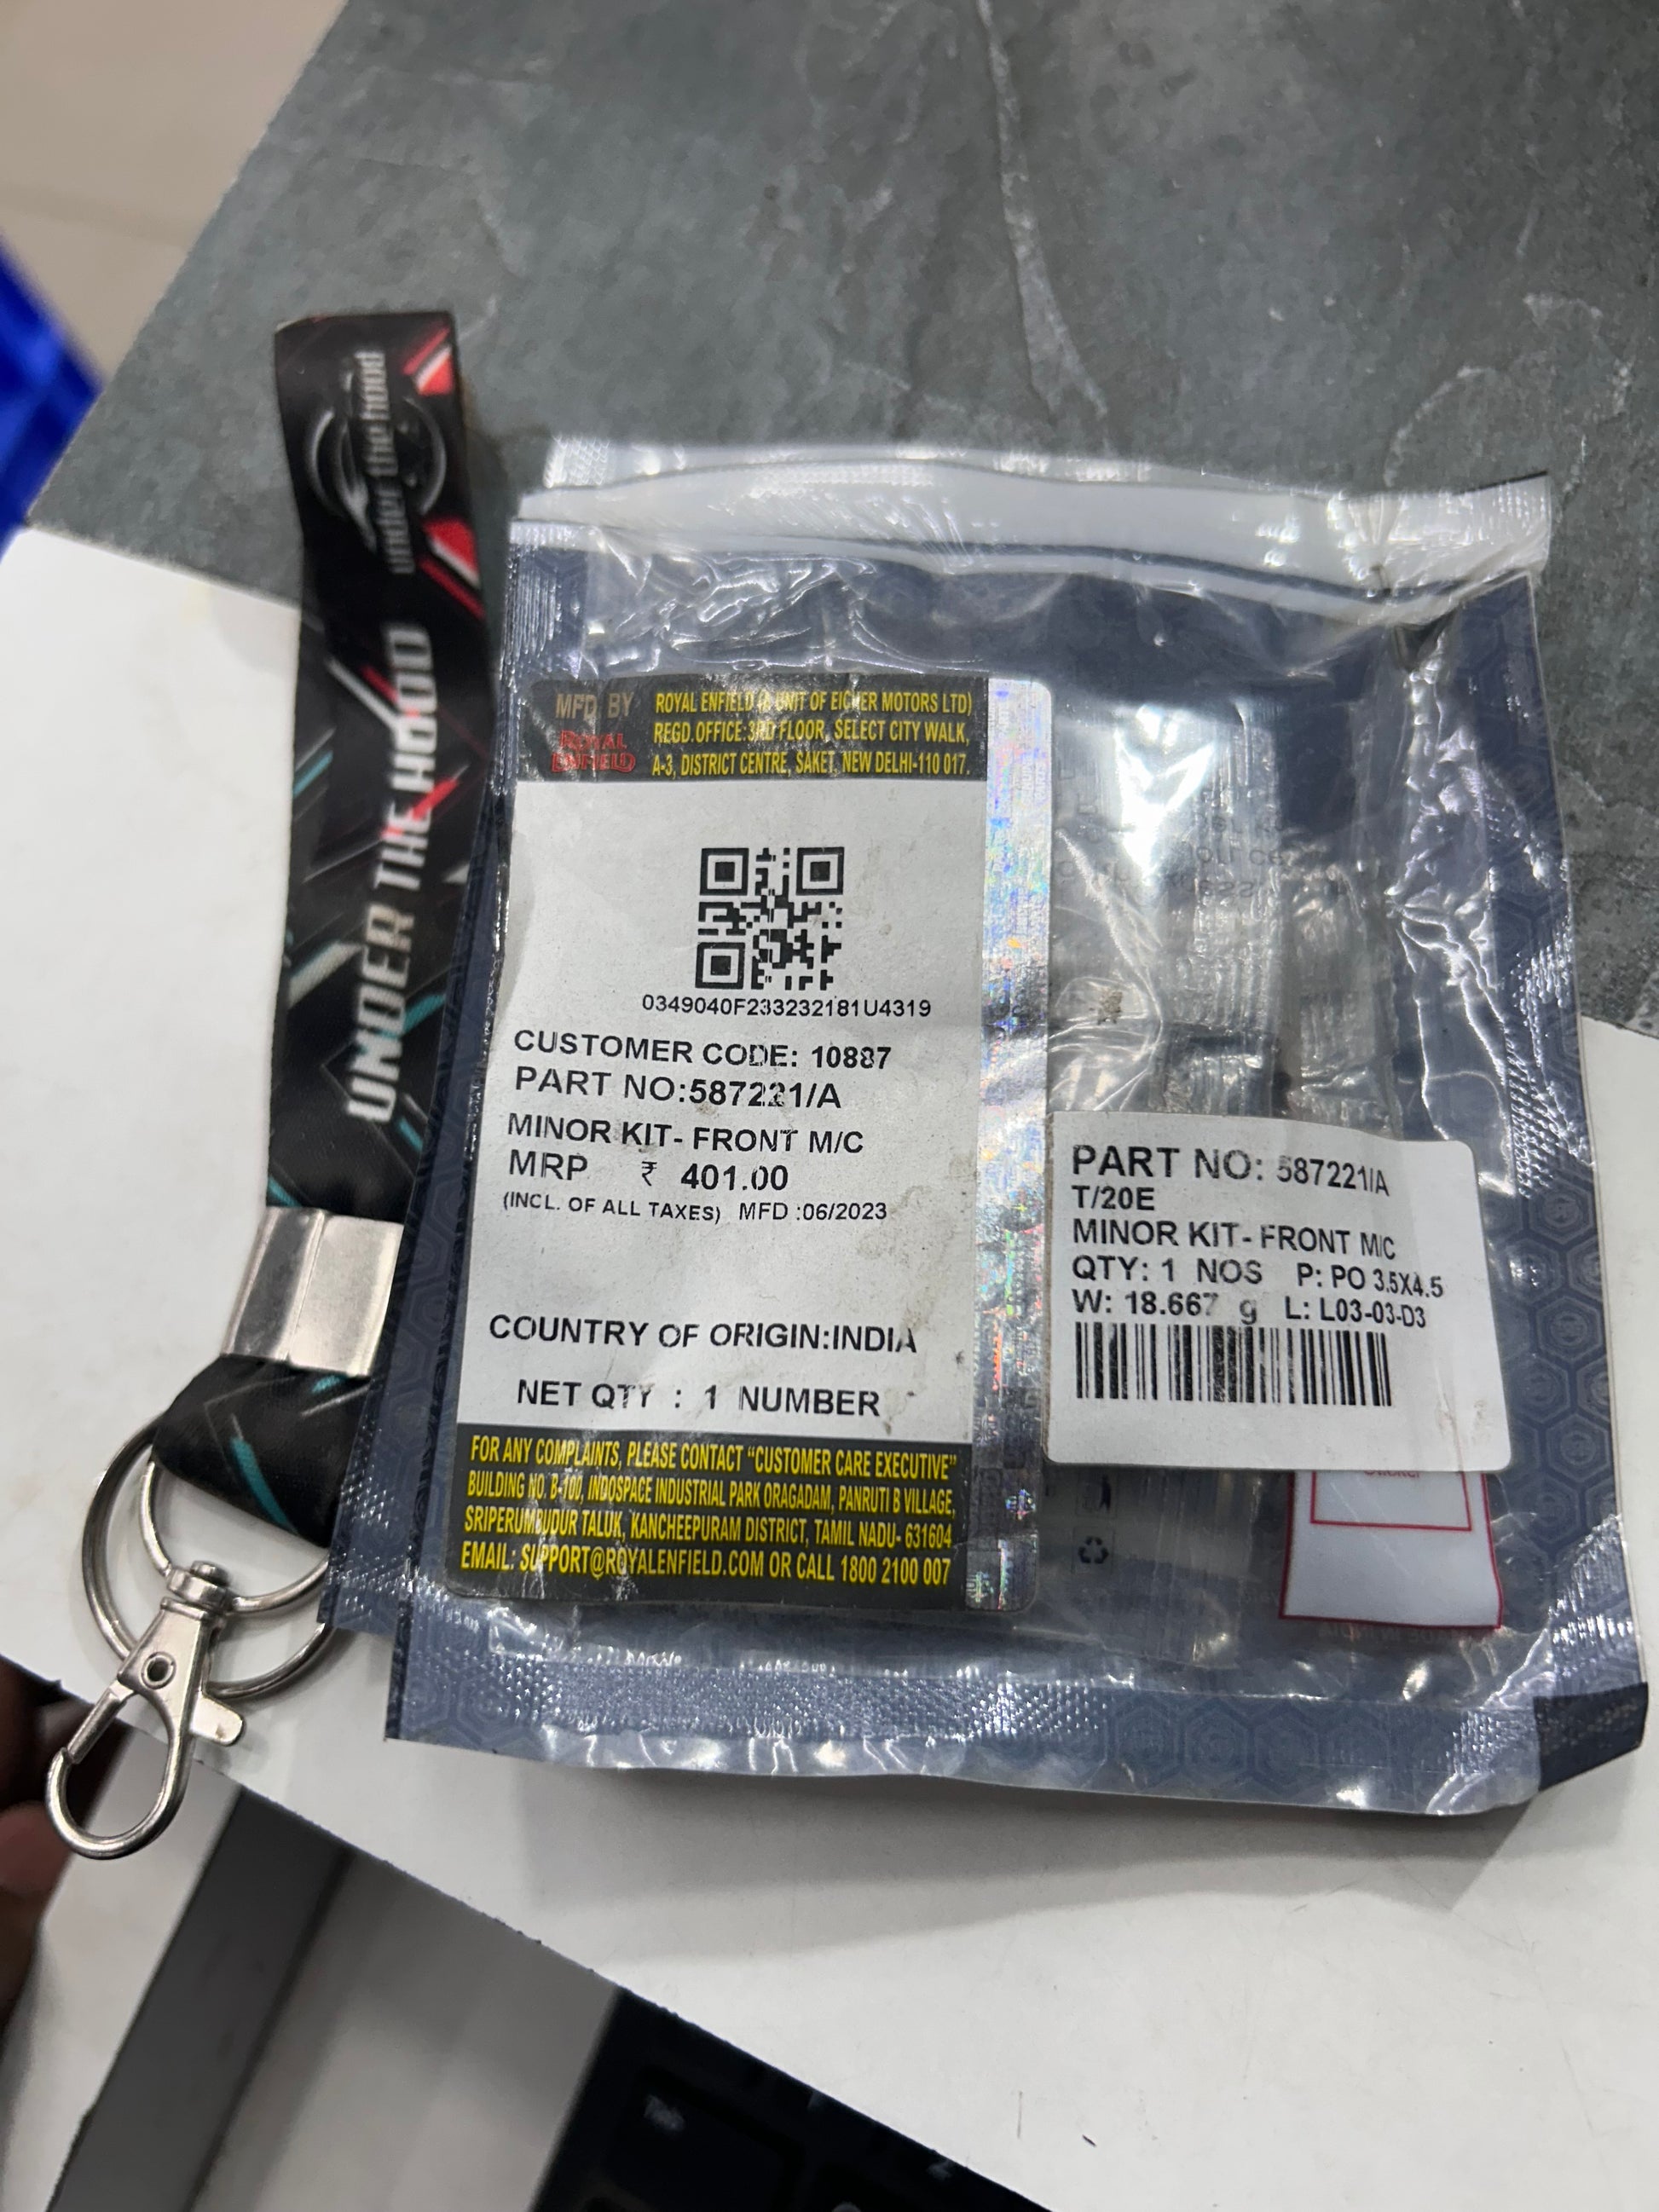 under the hood
UNDER THE HOOD
MFD BY
ROYAL ENFIELD
ROYAL ENFIELD (A UNIT OF EICHER MOTORS LTD)
REGD.OFFICE:3RD FLOOR, SELECT CITY WALK,
A-3, DISTRICT CENTRE, SAKET, NEW DELHI-110 017.
0349040F233232181U4319
CUSTOMER CODE: 10887
PART NO:587221/A
MINOR KIT- FRONT M/C
MRP ₹ 401.00
(INCL. OF ALL TAXES) MFD :06/2023
COUNTRY OF ORIGIN:INDIA
NET QTY : 1 NUMBER
FOR ANY COMPLAINTS, PLEASE CONTACT “CUSTOMER CARE EXECUTIVE”
BUILDING NO. B-100, INDOSPACE INDUSTRIAL PARK ORAGADAM, PANRUTI B VILLAGE,
SRIPERUMBUDUR TALUK, KANCHEEPURAM DISTRICT, TAMIL NADU- 631604
EMAIL: SUPPORT@ROYALENFIELD.COM OR CALL 1800 2100 007
PART NO: 587221/A
T/20E
MINOR KIT- FRONT M/C
QTY: 1 NOS P: PO 3.5X4.5
W: 18.667 g L: L03-03-D3